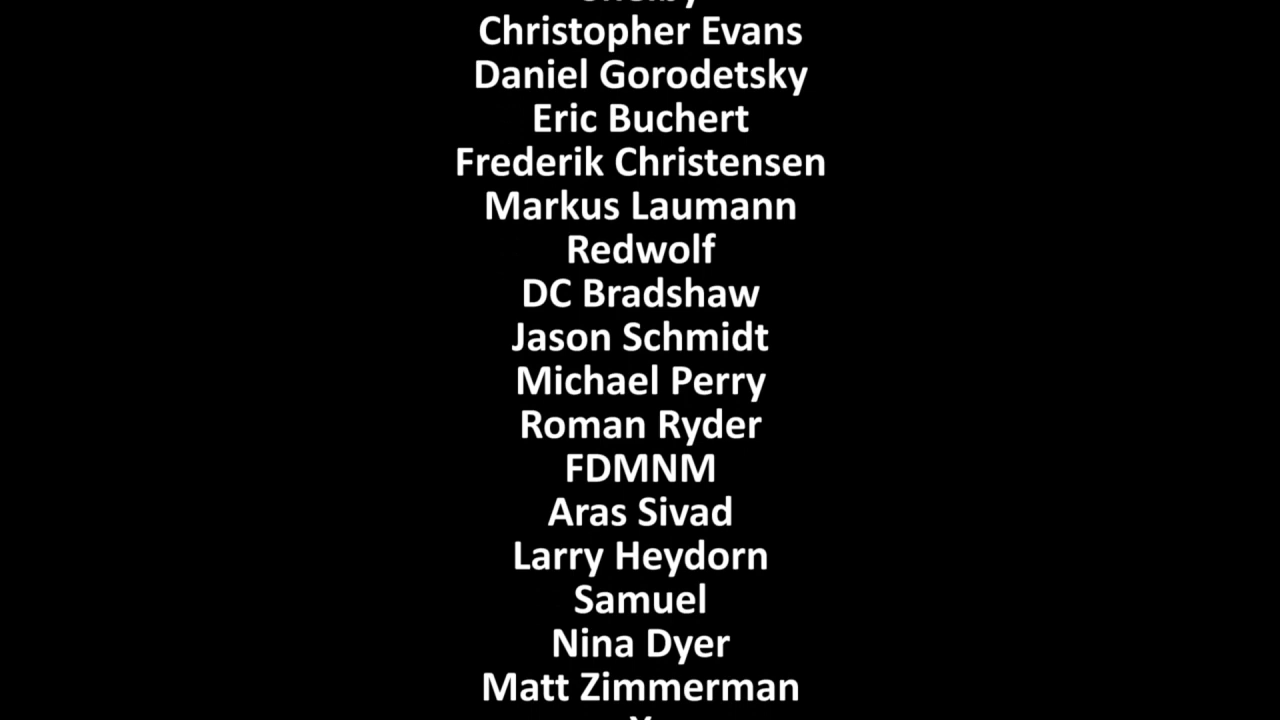 Christopher Evans
Daniel Gorodetsky
Eric Buchert
Frederik Christensen
Markus Laumann
Redwolf
DC Bradshaw
Jason Schmidt
Michael Perry
Roman Ryder
FDMNM
Aras Sivad
Larry Heydorn
Samuel
Nina Dyer
Matt Zimmerman